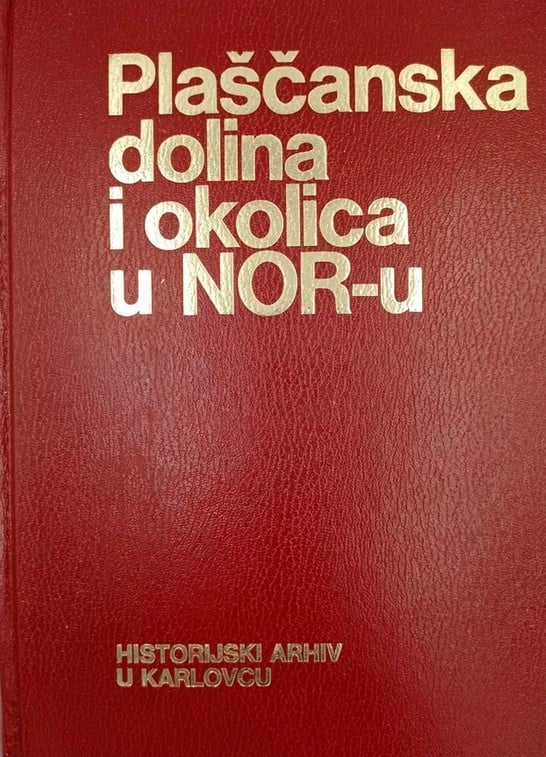 Plaščanska
dolina
i okolica
u NOR-u
HISTORIJSKI ARHIV
U KARLOVCU